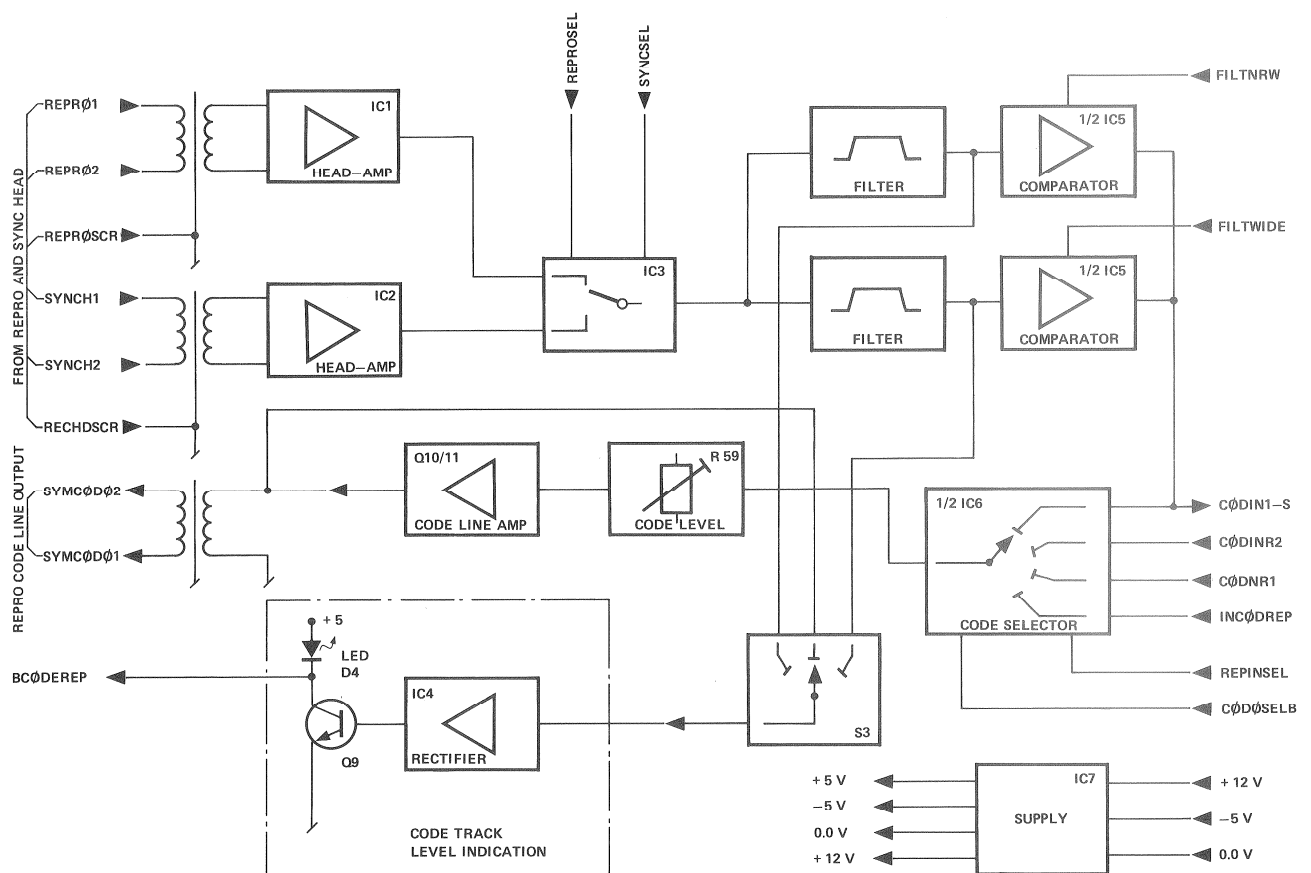 FROM REPRO AND SYNC HEAD
REPRØ1
REPRØ2
REPRØSCR
SYNCH1
SYNCH2
RECHDSCR
IC1
HEAD–AMP
IC2
HEAD–AMP
REPROSEL
SYNCSEL
IC3
FILTER
FILTER
1/2 IC5
COMPARATOR
1/2 IC5
COMPARATOR
FILTNRW
FILTWIDE
REPRO CODE LINE OUTPUT
SYMCØDØ2
SYMCØDØ1
Q10/11
CODE LINE AMP
R 59
CODE LEVEL
1/2 IC6
CODE SELECTOR
CØDIN1–S
CØDINR2
CØDNR1
INCØDREP
REPINSEL
CØDØSELB
BCØDEREP
+ 5
LED
D4
Q9
IC4
RECTIFIER
CODE TRACK
LEVEL INDICATION
S3
+ 5 V
–5 V
0.0 V
+ 12 V
IC7
SUPPLY
+ 12 V
–5 V
0.0 V